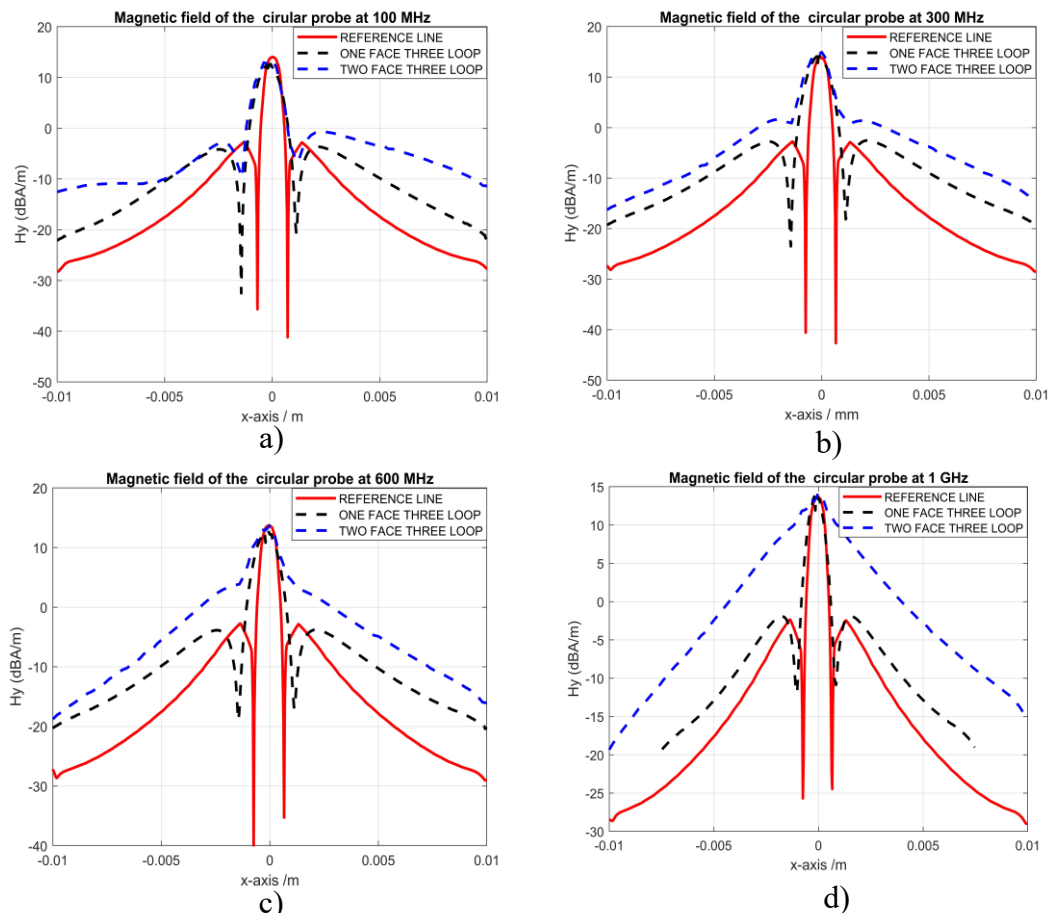 Magnetic field of the circular probe at 100 MHz
REFERENCE LINE
ONE FACE THREE LOOP
TWO FACE THREE LOOP
Hy (dBA/m)
20
10
0
-10
-20
-30
-40
-50
-0.01
-0.005
0
0.005
0.01
x-axis / m
a)
Magnetic field of the circular probe at 300 MHz
REFERENCE LINE
ONE FACE THREE LOOP
TWO FACE THREE LOOP
Hy (dBA/m)
20
10
0
-10
-20
-30
-40
-50
-0.01
-0.005
0
0.005
0.01
x-axis / mm
b)
Magnetic field of the circular probe at 600 MHz
REFERENCE LINE
ONE FACE THREE LOOP
TWO FACE THREE LOOP
Hy (dBA/m)
20
10
0
-10
-20
-30
-40
-0.01
-0.005
0
0.005
0.01
x-axis /m
c)
Magnetic field of the circular probe at 1 GHz
REFERENCE LINE
ONE FACE THREE LOOP
TWO FACE THREE LOOP
Hy (dBA/m)
15
10
5
0
-5
-10
-15
-20
-25
-30
-0.01
-0.005
0
0.005
0.01
x-axis / m
d)